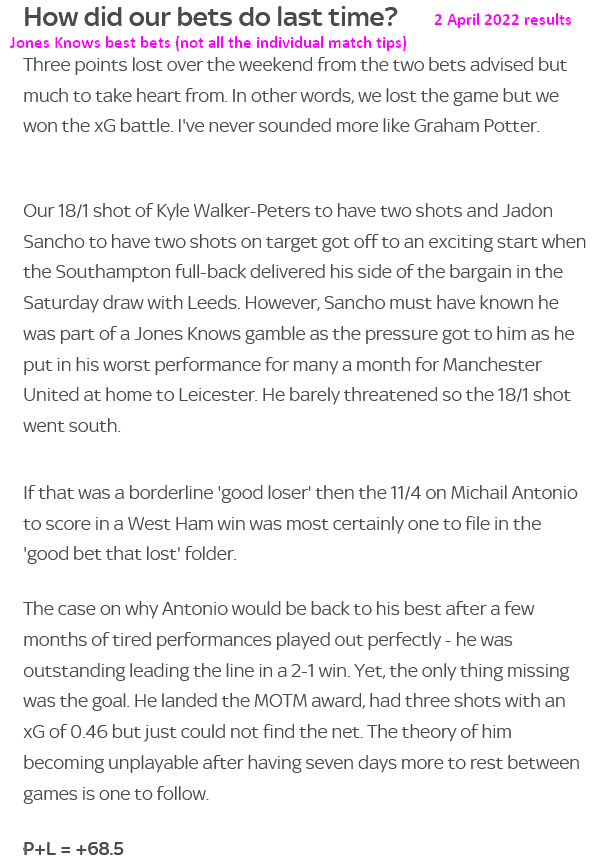 How did our bets do last time? 2 April 2022 results
Jones Knows best bets (not all the individual match tips)
Three points lost over the weekend from the two bets advised but
much to take heart from. In other words, we lost the game but we
won the xG battle. I've never sounded more like Graham Potter.
Our 18/1 shot of Kyle Walker-Peters to have two shots and Jadon
Sancho to have two shots on target got off to an exciting start when
the Southampton full-back delivered his side of the bargain in the
Saturday draw with Leeds. However, Sancho must have known he
was part of a Jones Knows gamble as the pressure got to him as he
put in his worst performance for many a month for Manchester
United at home to Leicester. He barely threatened so the 18/1 shot
went south.
If that was a borderline 'good loser' then the 11/4 on Michail Antonio
to score in a West Ham win was most certainly one to file in the
'good bet that lost' folder.
The case on why Antonio would be back to his best after a few
months of tired performances played out perfectly - he was
outstanding leading the line in a 2-1 win. Yet, the only thing missing
was the goal. He landed the MOTM award, had three shots with an
xG of 0.46 but just could not find the net. The theory of him
becoming unplayable after having seven days more to rest between
games is one to follow.
P+L = +68.5